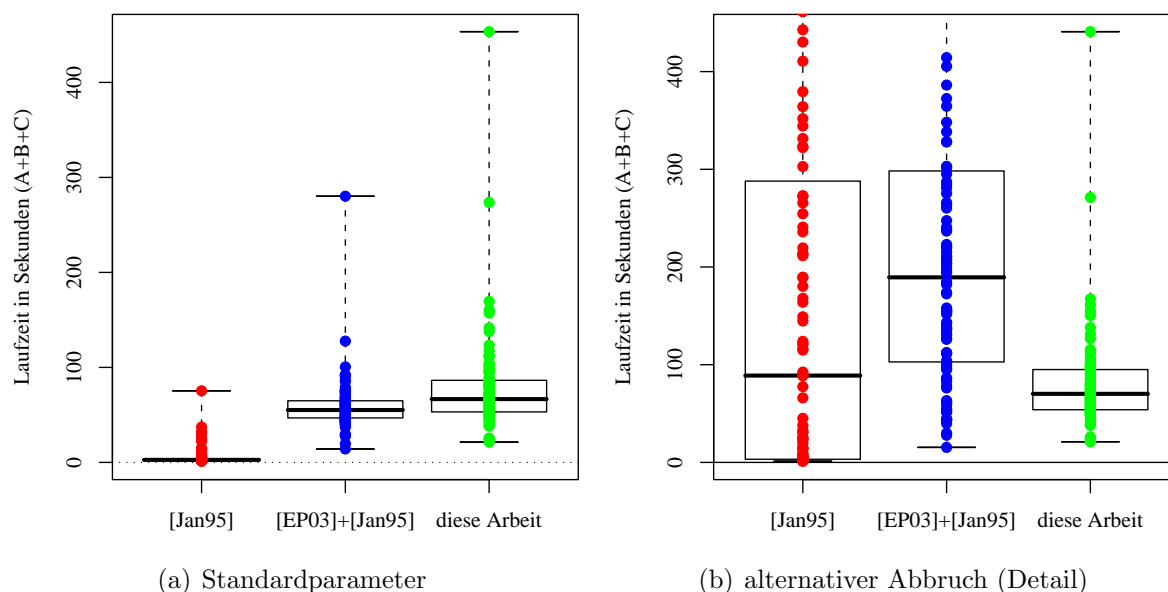 Laufzeit in Sekunden (A+B+C)
400
300
200
100
0
[Jan95] [EP03]+[Jan95] diese Arbeit
(a) Standardparameter
Laufzeit in Sekunden (A+B+C)
400
300
200
100
0
[Jan95] [EP03]+[Jan95] diese Arbeit
(b) alternativer Abbruch (Detail)